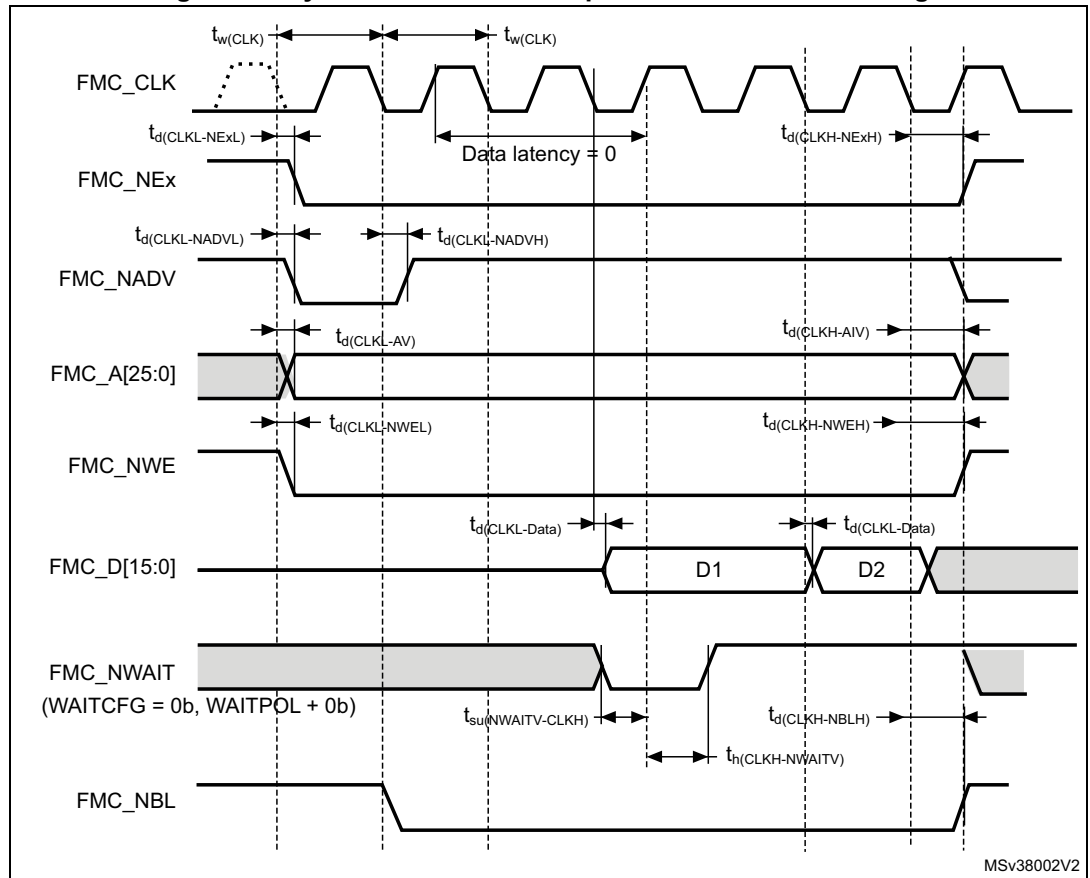 tw(CLK) tw(CLK)
FMC_CLK
td(CLKL-NExL) td(CLKH-NExH)
Data latency = 0
FMC_NEx
td(CLKL-NADVL) td(CLKL-NADVH)
FMC_NADV
td(CLKL-AV) td(CLKH-AIV)
FMC_A[25:0]
td(CLKL-NWEL) td(CLKH-NWEH)
FMC_NWE
td(CLKL-Data) td(CLKL-Data)
FMC_D[15:0] D1 D2
FMC_NWAIT
(WAITCFG = 0b, WAITPOL + 0b)
tsu(NWAITV-CLKH) td(CLKH-NBLH)
th(CLKH-NWAITV)
FMC_NBL
MSv38002V2